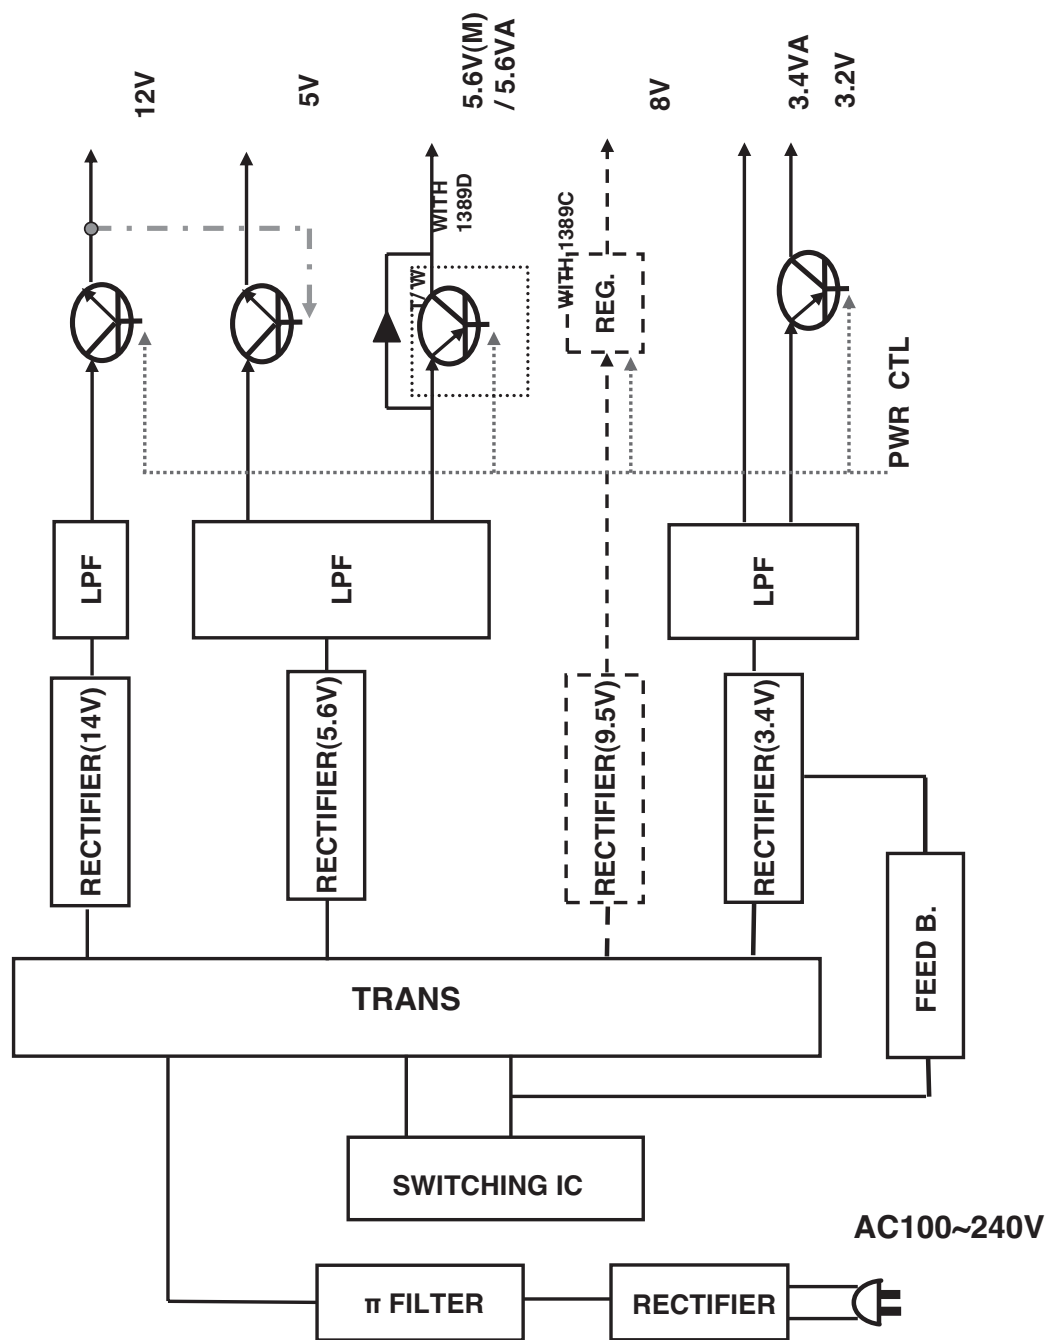 12V
5V
5.6V(M)
/ 5.6VA
8V
3.4VA
3.2V
WITH
1389D
T/W
WITH 1389C
REG.
PWR CTL
LPF
LPF
LPF
RECTIFIER(14V)
RECTIFIER(5.6V)
RECTIFIER(9.5V)
RECTIFIER(3.4V)
FEED B.
TRANS
SWITCHING IC
AC100~240V
π FILTER
RECTIFIER